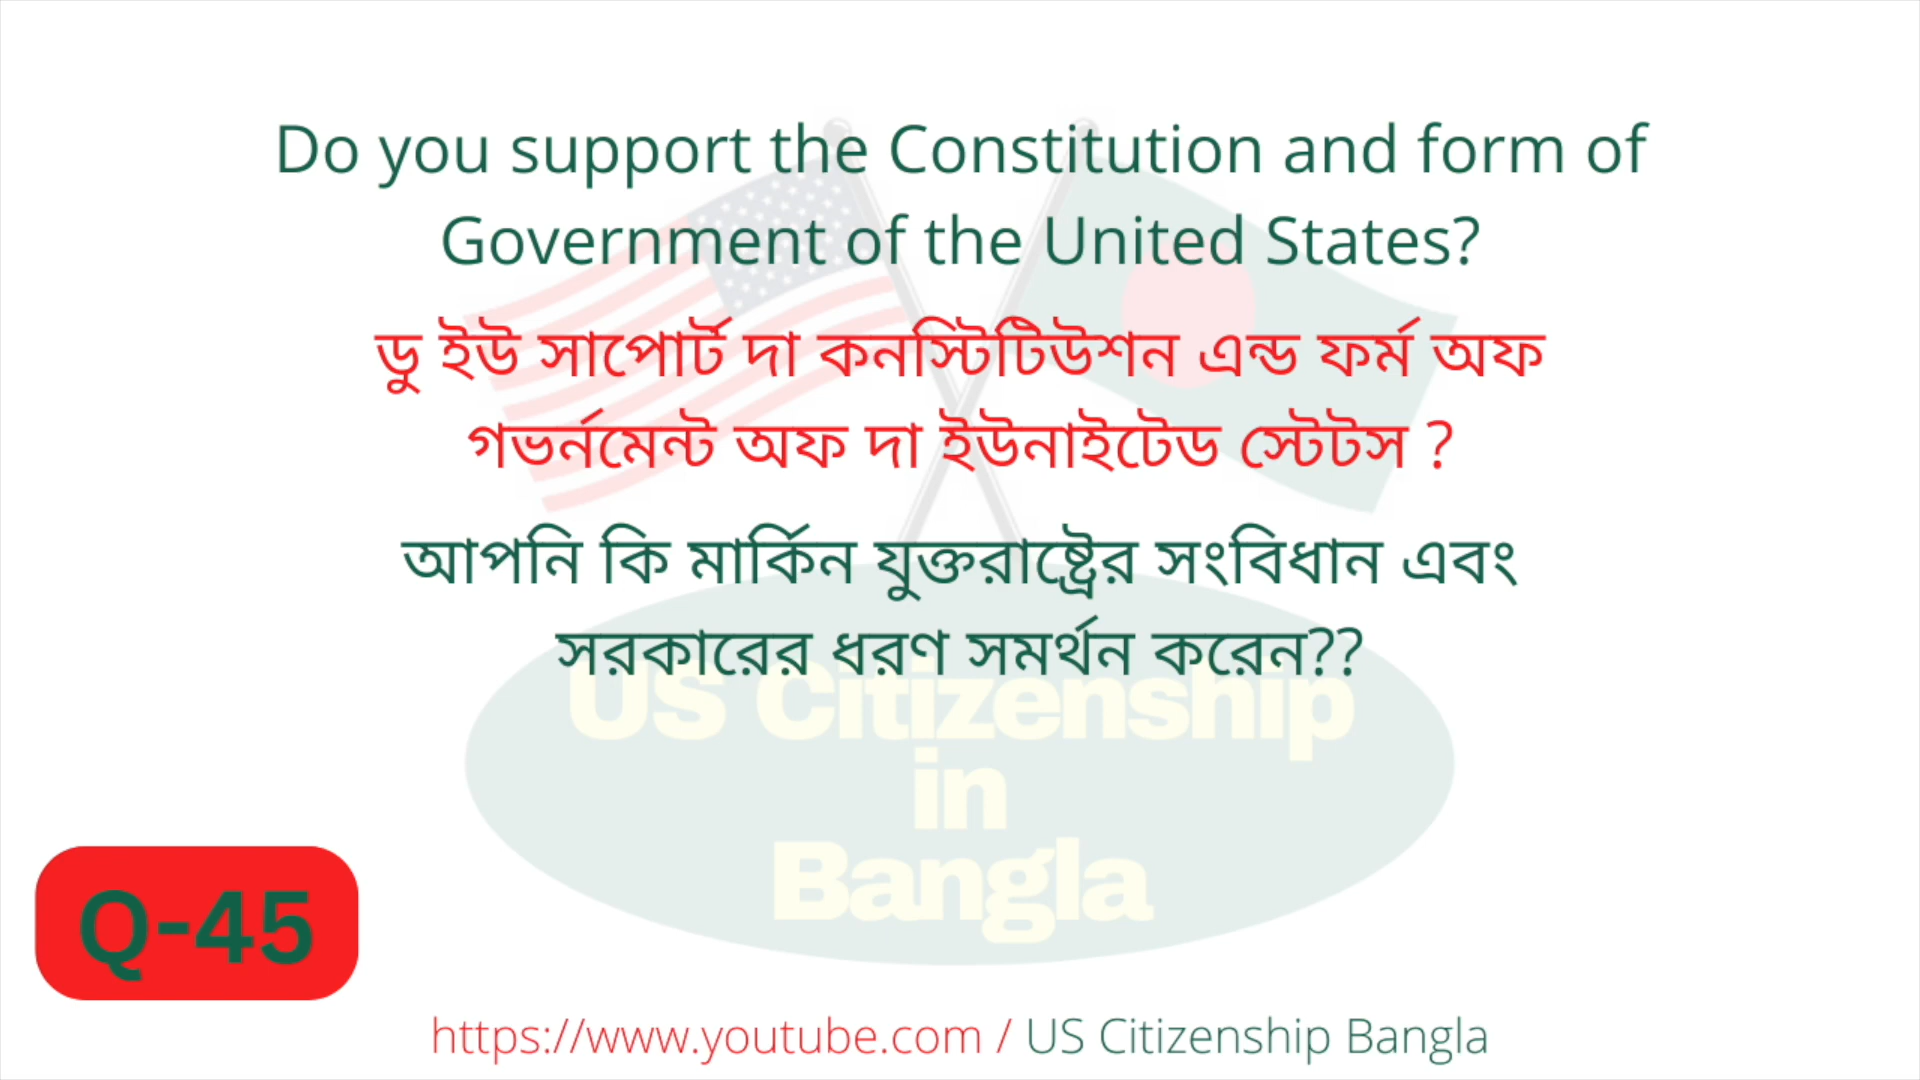 Do you support the Constitution and form of
Government of the United States?
ডু ইউ সাপোর্ট দা কনস্টিটিউশন এন্ড ফর্ম অফ
গভর্নমেন্ট অফ দা ইউনাইটেড স্টেটস ?
আপনি কি মার্কিন যুক্তরাষ্ট্রের সংবিধান এবং
সরকারের ধরণ সমর্থন করেন??
US Citizenship
in
Bangla
Q-45
https://www.youtube.com / US Citizenship Bangla